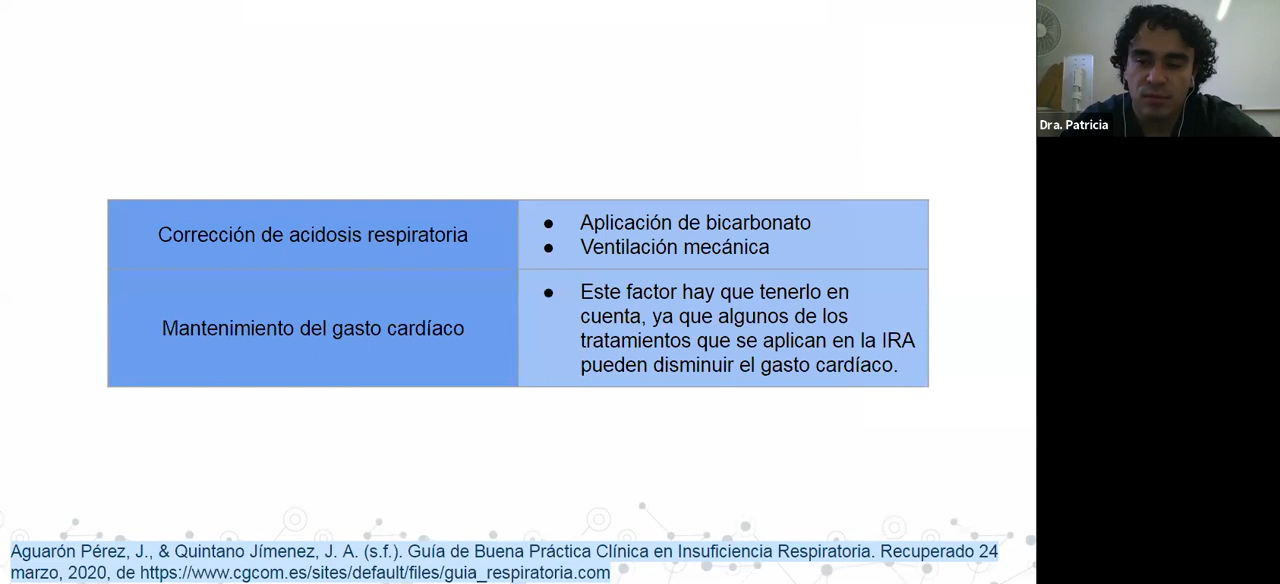 Dra. Patricia
Corrección de acidosis respiratoria
● Aplicación de bicarbonato
● Ventilación mecánica
Mantenimiento del gasto cardíaco
● Este factor hay que tenerlo en
cuenta, ya que algunos de los
tratamientos que se aplican en la IRA
pueden disminuir el gasto cardíaco.
Aguarón Pérez, J., & Quintano Jímenez, J. A. (s.f.). Guía de Buena Práctica Clínica en Insuficiencia Respiratoria. Recuperado 24
marzo, 2020, de https://www.cgcom.es/sites/default/files/guia_respiratoria.com